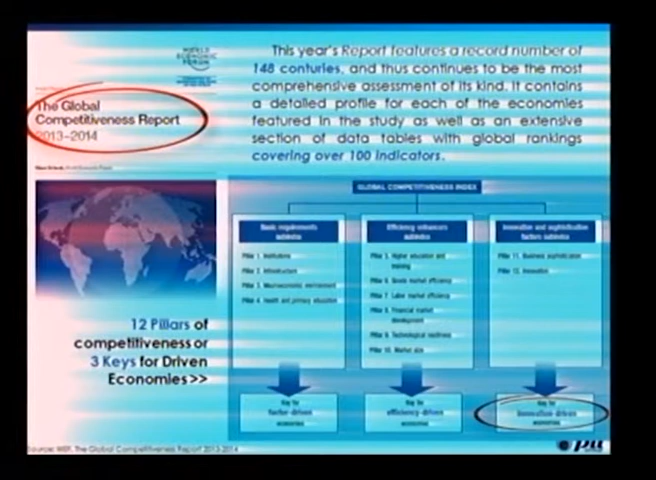 WORLD
ECONOMIC
FORUM
The Global
Competitiveness Report
2013–2014
This year's Report features a record number of
148 conturies, and thus continues to be the most
comprehensive assessment of its kind. It contains
a detailed profile for each of the economies
featured in the study as well as an extensive
section of data tables with global rankings
covering over 100 indicators.
GLOBAL COMPETITIVENESS INDEX
Basic requirements
subindex
Pillar 1. Institutions
Pillar 2. Infrastructure
Pillar 3. Macroeconomic environment
Pillar 4. Health and primary education
Key for
factor-driven
economies
Efficiency enhancers
subindex
Pillar 5. Higher education and
training
Pillar 6. Goods market efficiency
Pillar 7. Labor market efficiency
Pillar 8. Financial market
development
Pillar 9. Technological readiness
Pillar 10. Market size
Key for
efficiency-driven
economies
Innovation and sophistication
factors subindex
Pillar 11. Business sophistication
Pillar 12. Innovation
Key for
innovation-driven
economies
12 Pillars of
competitiveness or
3 Keys for Driven
Economies>>
Source: WEF, The Global Competitiveness Report 2013-2014